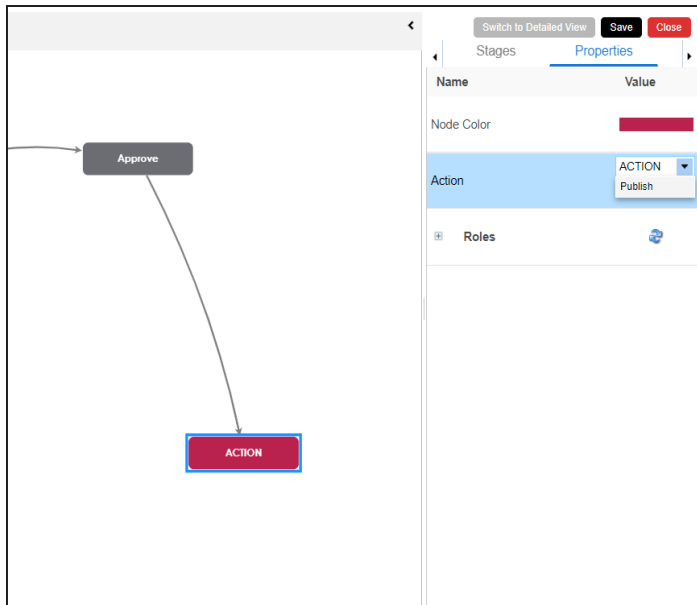 Switch to Detailed View Save Close
Stages Properties
Name Value
Node Color
Approve
Action ACTION
Publish
Roles
ACTION